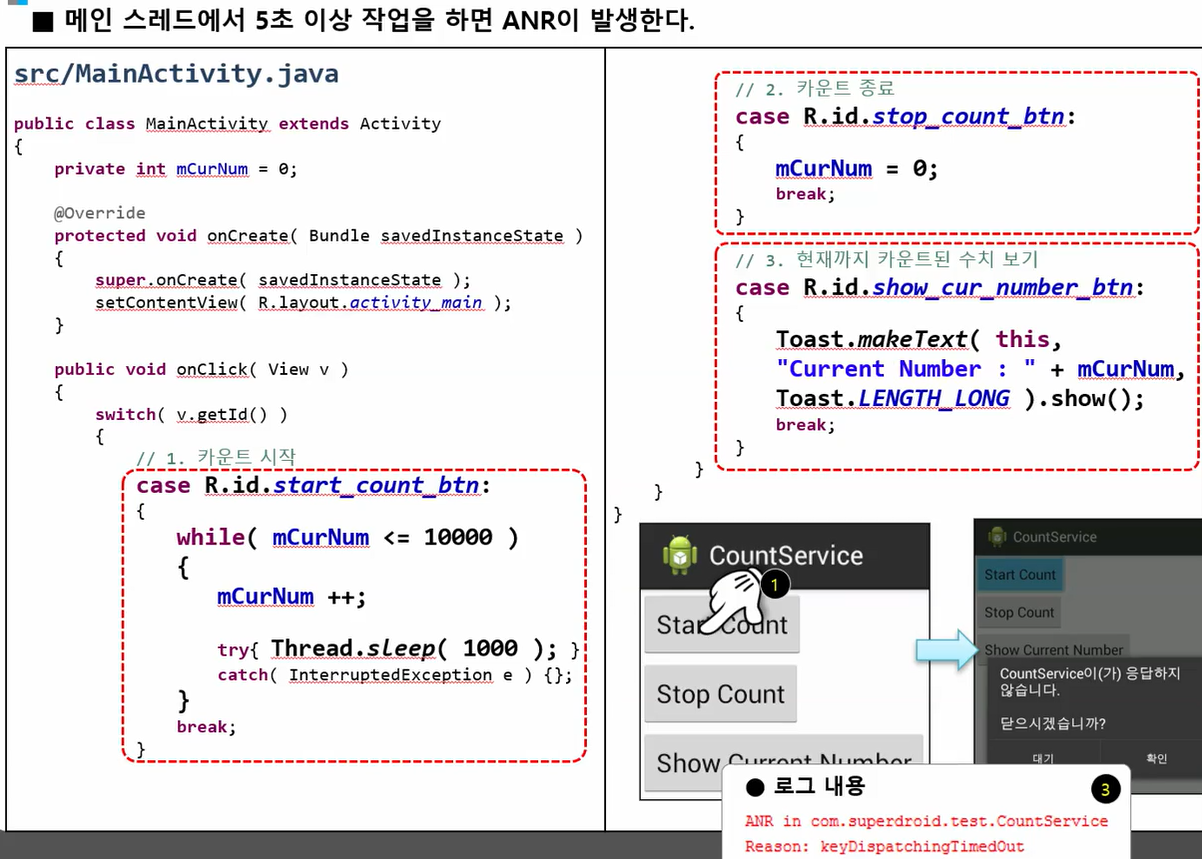 ■ 메인 스레드에서 5초 이상 작업을 하면 ANR이 발생한다.
src/MainActivity.java
public class MainActivity extends Activity
{
private int mCurNum = 0;
@Override
protected void onCreate( Bundle savedInstanceState )
{
super.onCreate( savedInstanceState );
setContentView( R.layout.activity_main );
}
public void onClick( View v )
{
switch( v.getId() )
{
// 1. 카운트 시작
case R.id.start_count_btn:
{
while( mCurNum <= 10000 )
{
mCurNum ++;
try{ Thread.sleep( 1000 ); }
catch( InterruptedException e ) {};
}
break;
}
// 2. 카운트 종료
case R.id.stop_count_btn:
{
mCurNum = 0;
break;
}
// 3. 현재까지 카운트된 수치 보기
case R.id.show_cur_number_btn:
{
Toast.makeText( this,
"Current Number : " + mCurNum,
Toast.LENGTH_LONG ).show();
break;
}
}
}
}
CountService
1
Start Count
Stop Count
Show Current Number
CountService
Start Count
Stop Count
Show Current Number
CountService이(가) 응답하지
않습니다.
닫으시겠습니까?
대기 확인
● 로그 내용
3
ANR in com.superdroid.test.CountService
Reason: keyDispatchingTimedOut